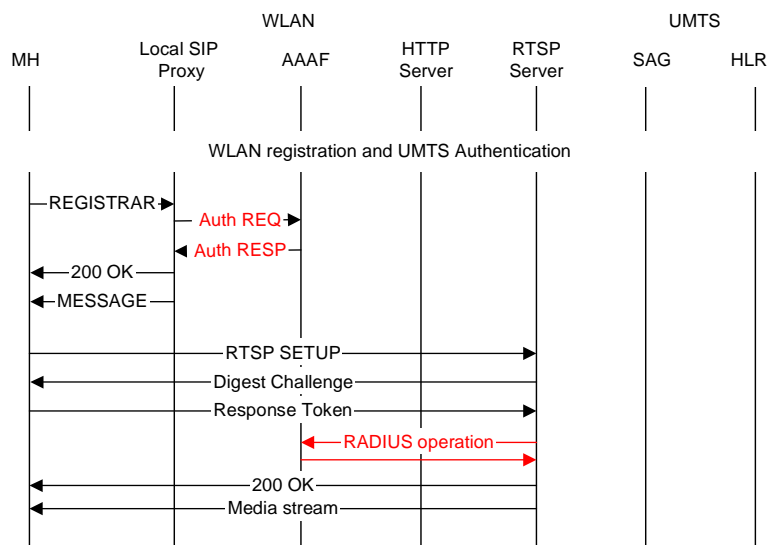 WLAN UMTS
MH Local SIP Proxy AAAF HTTP Server RTSP Server SAG HLR
WLAN registration and UMTS Authentication
REGISTRAR
Auth REQ
Auth RESP
200 OK
MESSAGE
RTSP SETUP
Digest Challenge
Response Token
RADIUS operation
200 OK
Media stream